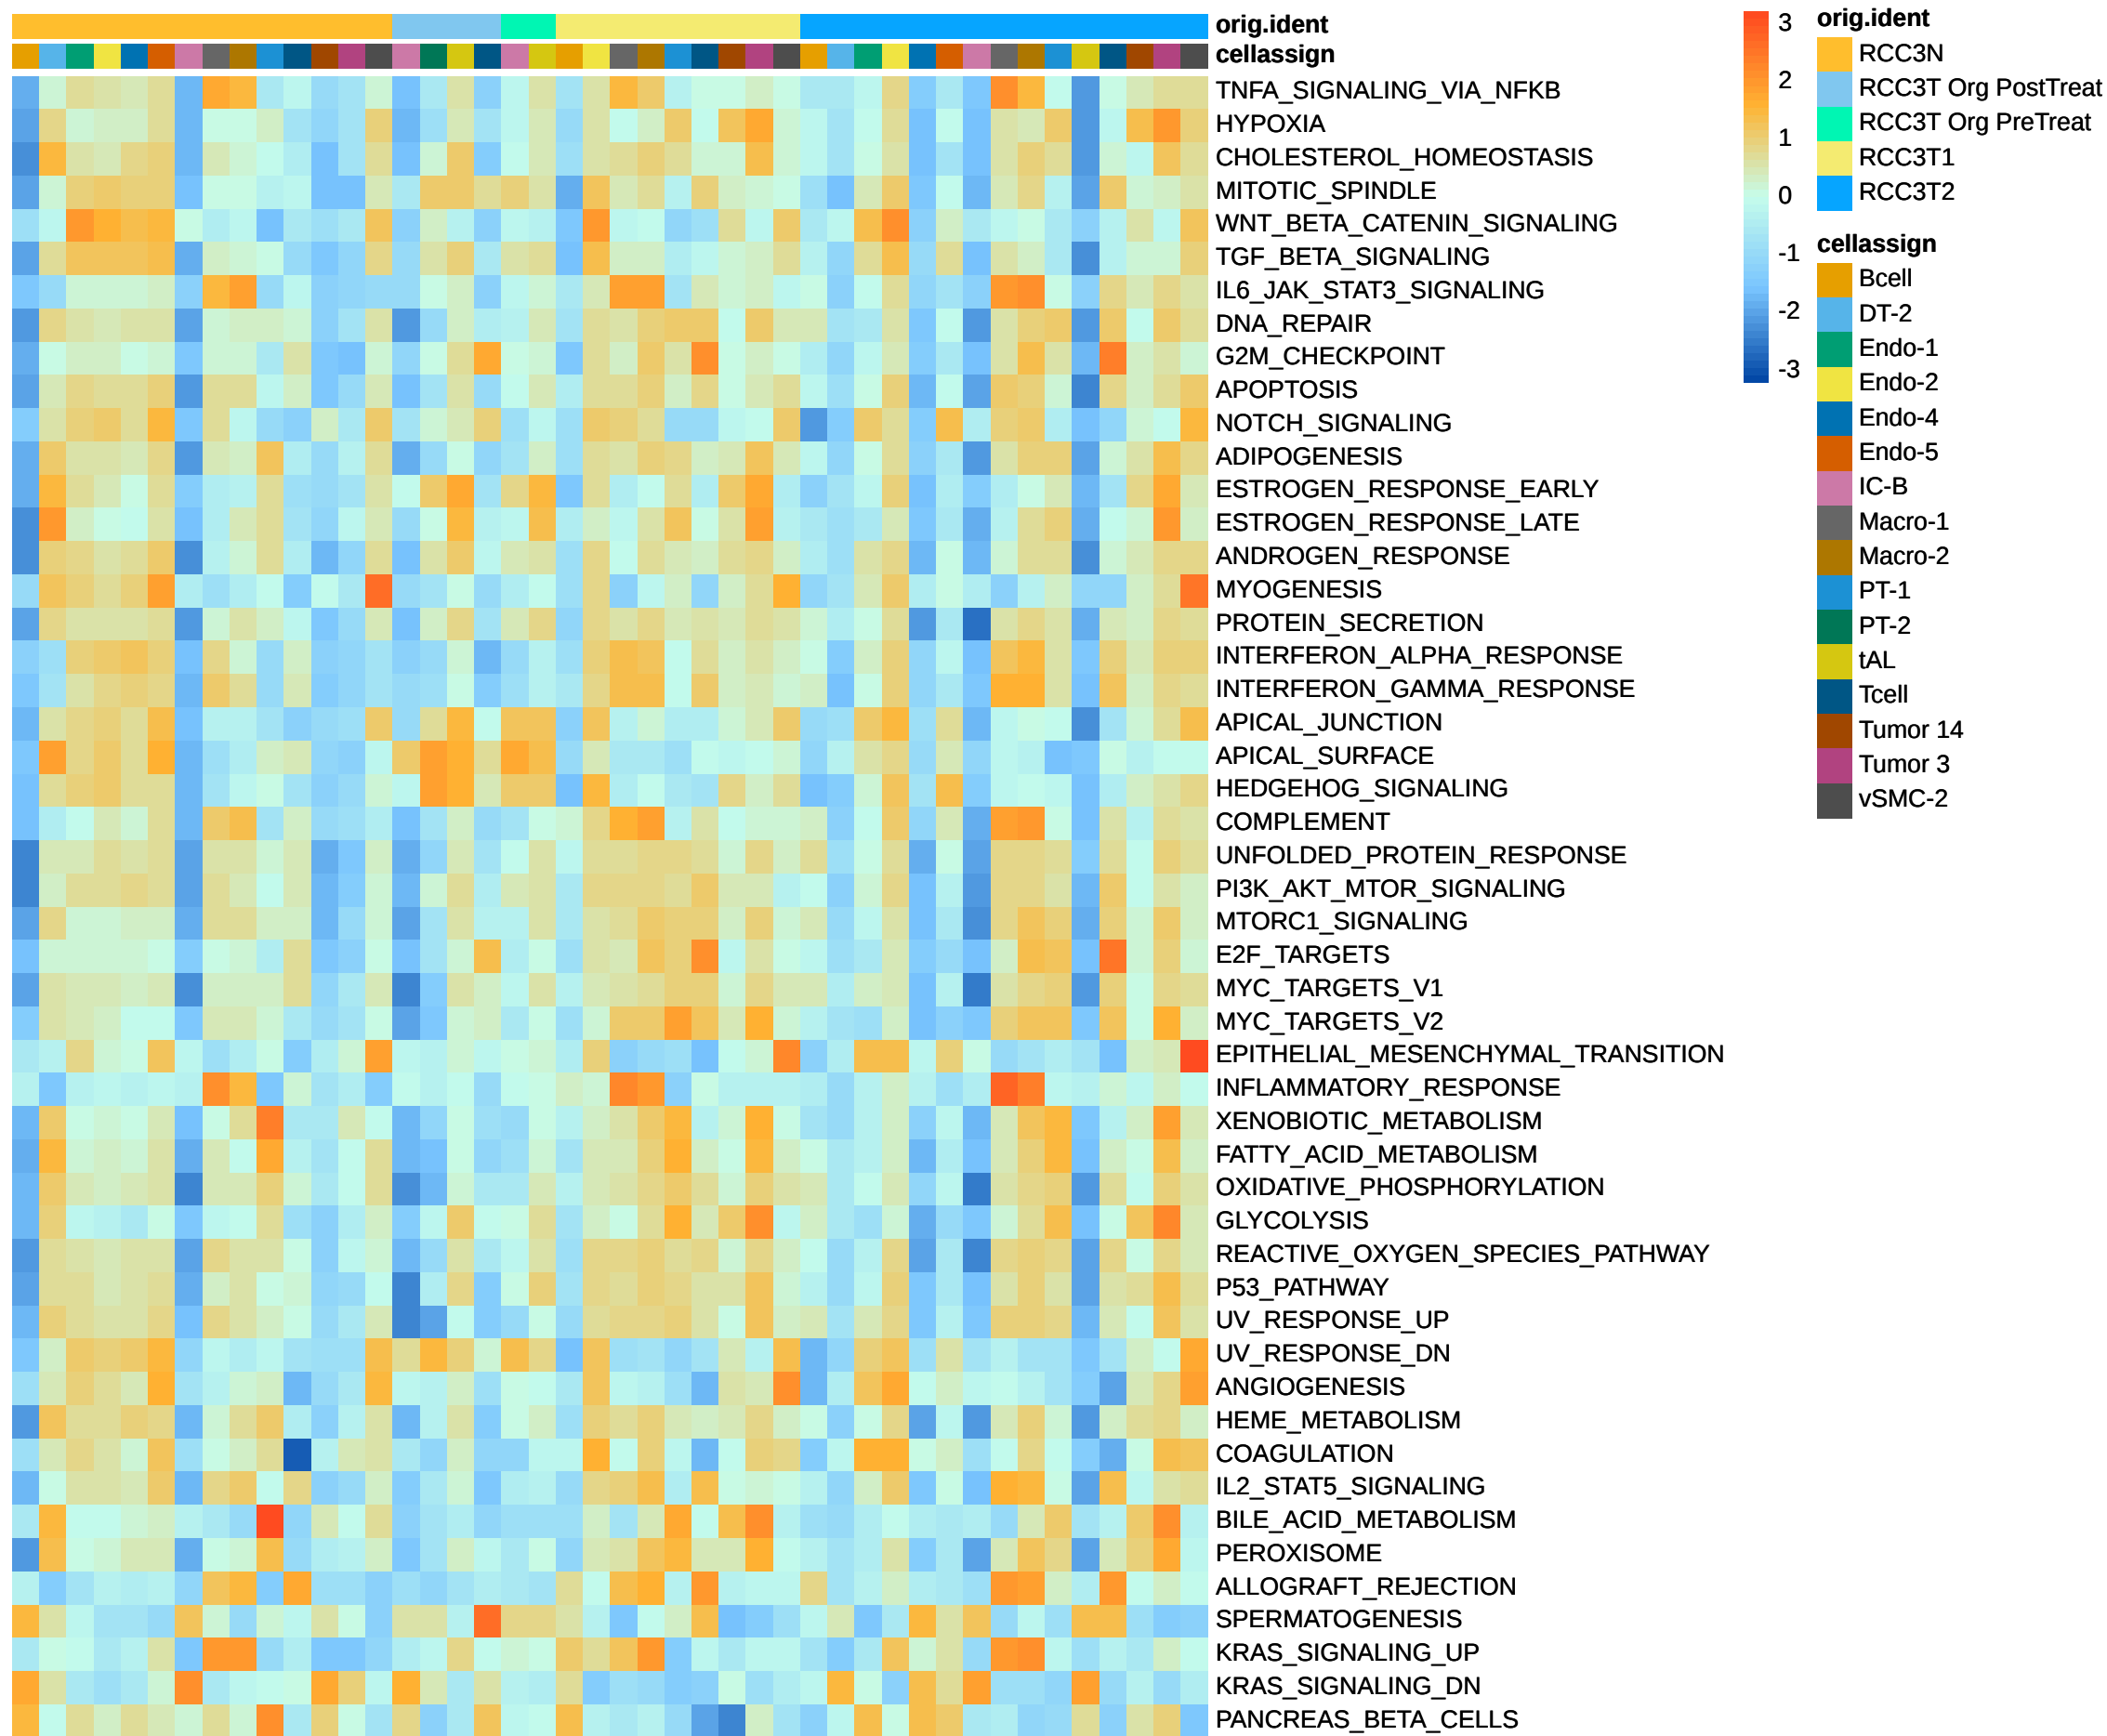 orig.ident
cellassign
TNFA_SIGNALING_VIA_NFKB
HYPOXIA
CHOLESTEROL_HOMEOSTASIS
MITOTIC_SPINDLE
WNT_BETA_CATENIN_SIGNALING
TGF_BETA_SIGNALING
IL6_JAK_STAT3_SIGNALING
DNA_REPAIR
G2M_CHECKPOINT
APOPTOSIS
NOTCH_SIGNALING
ADIPOGENESIS
ESTROGEN_RESPONSE_EARLY
ESTROGEN_RESPONSE_LATE
ANDROGEN_RESPONSE
MYOGENESIS
PROTEIN_SECRETION
INTERFERON_ALPHA_RESPONSE
INTERFERON_GAMMA_RESPONSE
APICAL_JUNCTION
APICAL_SURFACE
HEDGEHOG_SIGNALING
COMPLEMENT
UNFOLDED_PROTEIN_RESPONSE
PI3K_AKT_MTOR_SIGNALING
MTORC1_SIGNALING
E2F_TARGETS
MYC_TARGETS_V1
MYC_TARGETS_V2
EPITHELIAL_MESENCHYMAL_TRANSITION
INFLAMMATORY_RESPONSE
XENOBIOTIC_METABOLISM
FATTY_ACID_METABOLISM
OXIDATIVE_PHOSPHORYLATION
GLYCOLYSIS
REACTIVE_OXYGEN_SPECIES_PATHWAY
P53_PATHWAY
UV_RESPONSE_UP
UV_RESPONSE_DN
ANGIOGENESIS
HEME_METABOLISM
COAGULATION
IL2_STAT5_SIGNALING
BILE_ACID_METABOLISM
PEROXISOME
ALLOGRAFT_REJECTION
SPERMATOGENESIS
KRAS_SIGNALING_UP
KRAS_SIGNALING_DN
PANCREAS_BETA_CELLS
3
2
1
0
-1
-2
-3
orig.ident
RCC3N
RCC3T Org PostTreat
RCC3T Org PreTreat
RCC3T1
RCC3T2
cellassign
Bcell
DT-2
Endo-1
Endo-2
Endo-4
Endo-5
IC-B
Macro-1
Macro-2
PT-1
PT-2
tAL
Tcell
Tumor 14
Tumor 3
vSMC-2